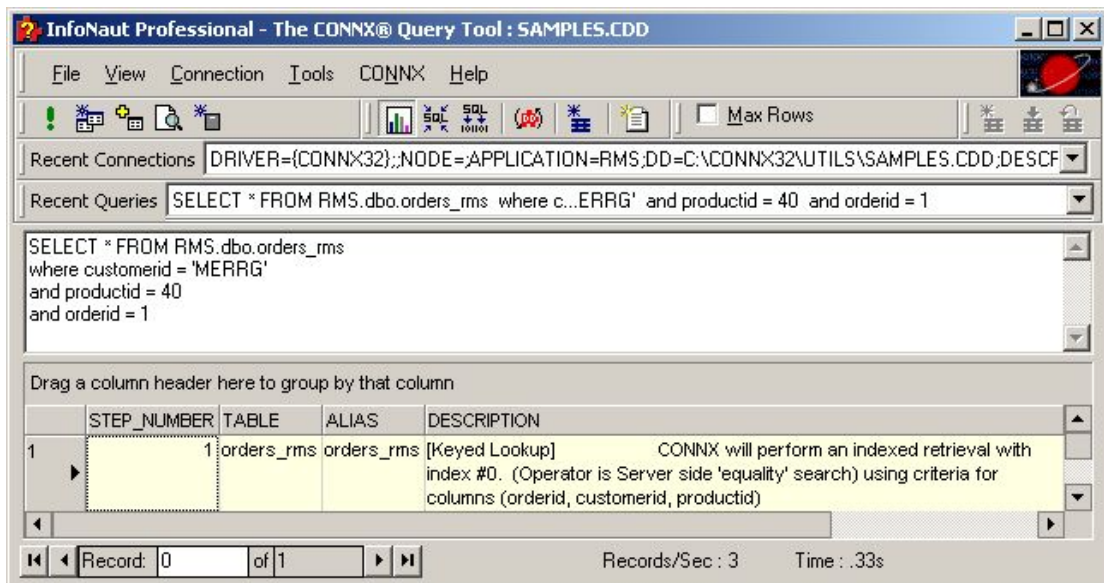 InfoNaut Professional - The CONNX® Query Tool : SAMPLES.CDD
File View Connection Tools CONNX Help
SQL SQL Max Rows
Recent Connections DRIVER={CONNX32};;NODE=;APPLICATION=RMS;DD=C:\CONNX32\UTILS\SAMPLES.CDD;DESCF
Recent Queries SELECT * FROM RMS.dbo.orders_rms where c...ERRG' and productid = 40 and orderid = 1
SELECT * FROM RMS.dbo.orders_rms
where customerid = 'MERRG'
and productid = 40
and orderid = 1
Drag a column header here to group by that column
STEP_NUMBER TABLE ALIAS DESCRIPTION
1 1 orders_rms orders_rms [Keyed Lookup] CONNX will perform an indexed retrieval with
index #0. (Operator is Server side 'equality' search) using criteria for
columns (orderid, customerid, productid)
Record: 0 of 1 Records/Sec : 3 Time : .33s